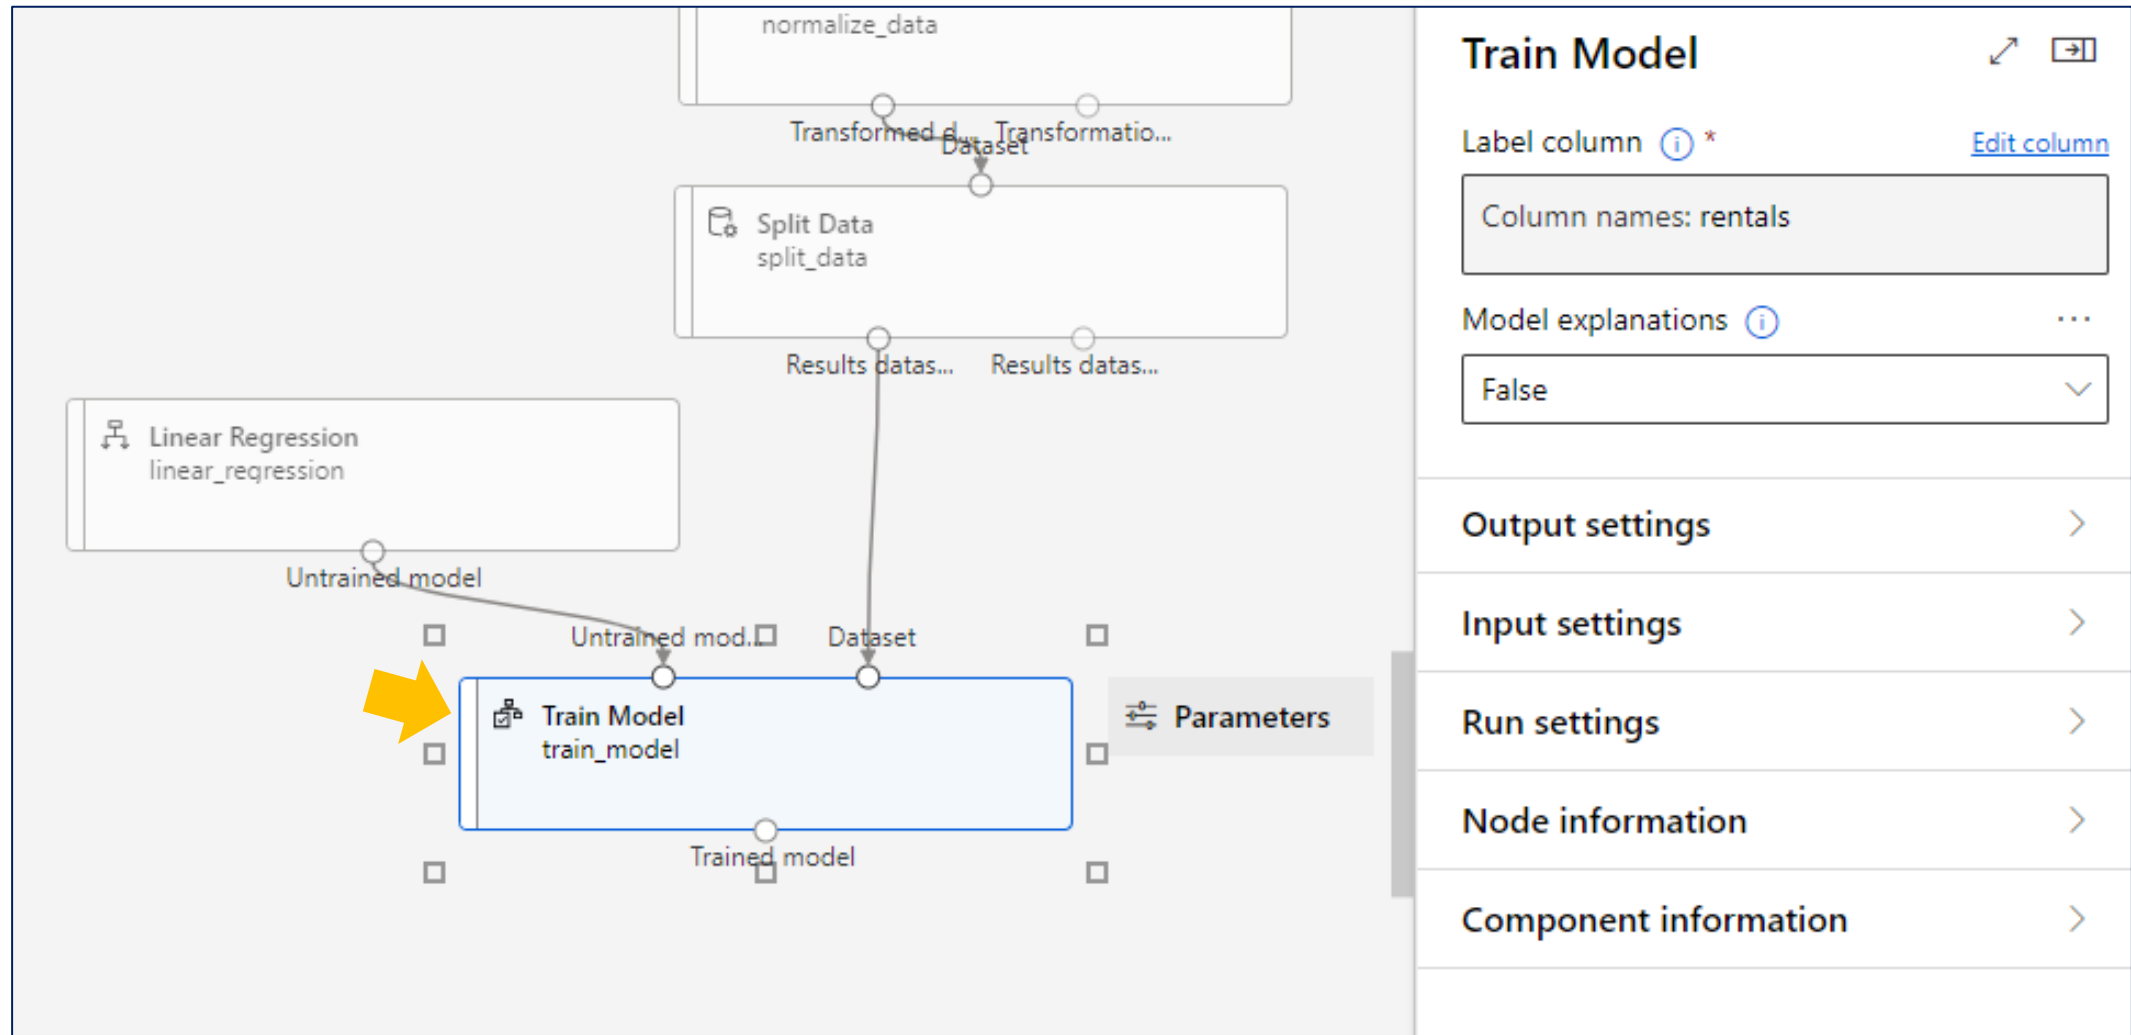 normalize_data
Transformed d... Transformatio...
Dataset
Split Data
split_data
Results datas... Results datas...
Linear Regression
linear_regression
Untrained model
Untrained mod... Dataset
Train Model
train_model
Parameters
Trained model
Train Model
Label column * Edit column
Column names: rentals
Model explanations ...
False
Output settings
Input settings
Run settings
Node information
Component information